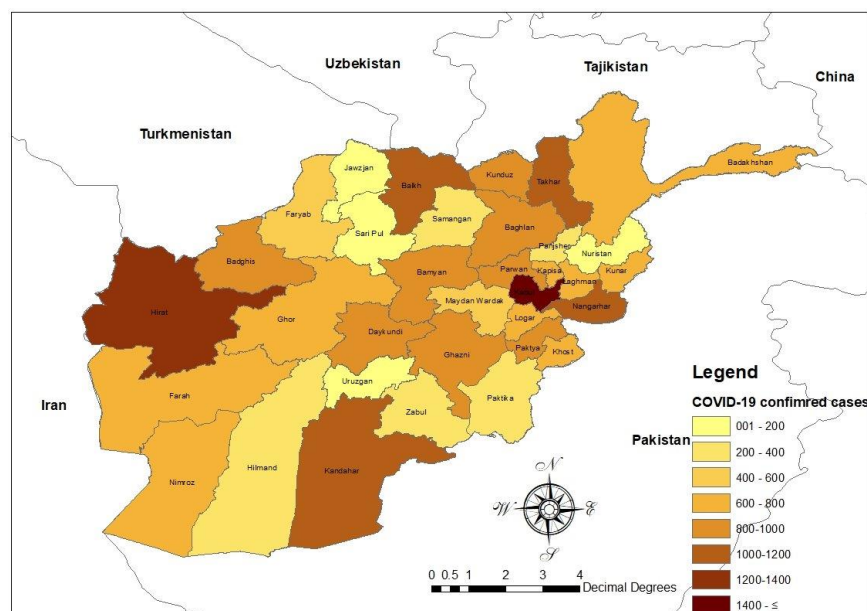 Uzbekistan
Tajikistan
China
Turkmenistan
Jawzjan
Balkh
Kunduz
Takhar
Badakhshan
Faryab
Samangan
Sari Pul
Baghlan
Panjsher
Nuristan
Badghis
Bamyan
Parwan
Kapisa
Kunar
Laghman
Hirat
Maydan Wardak
Nangarhar
Ghor
Logar
Daykundi
Paktya
Ghazni
Khost
Uruzgan
Farah
Zabul
Paktika
Iran
Hilmand
Kandahar
Nimroz
Pakistan
Legend
COVID-19 confimred cases
001 - 200
200 - 400
400 - 600
600 - 800
800-1000
1000-1200
1200-1400
1400 - ≤
N
W
E
S
0 0.5 1 2 3 4
Decimal Degrees